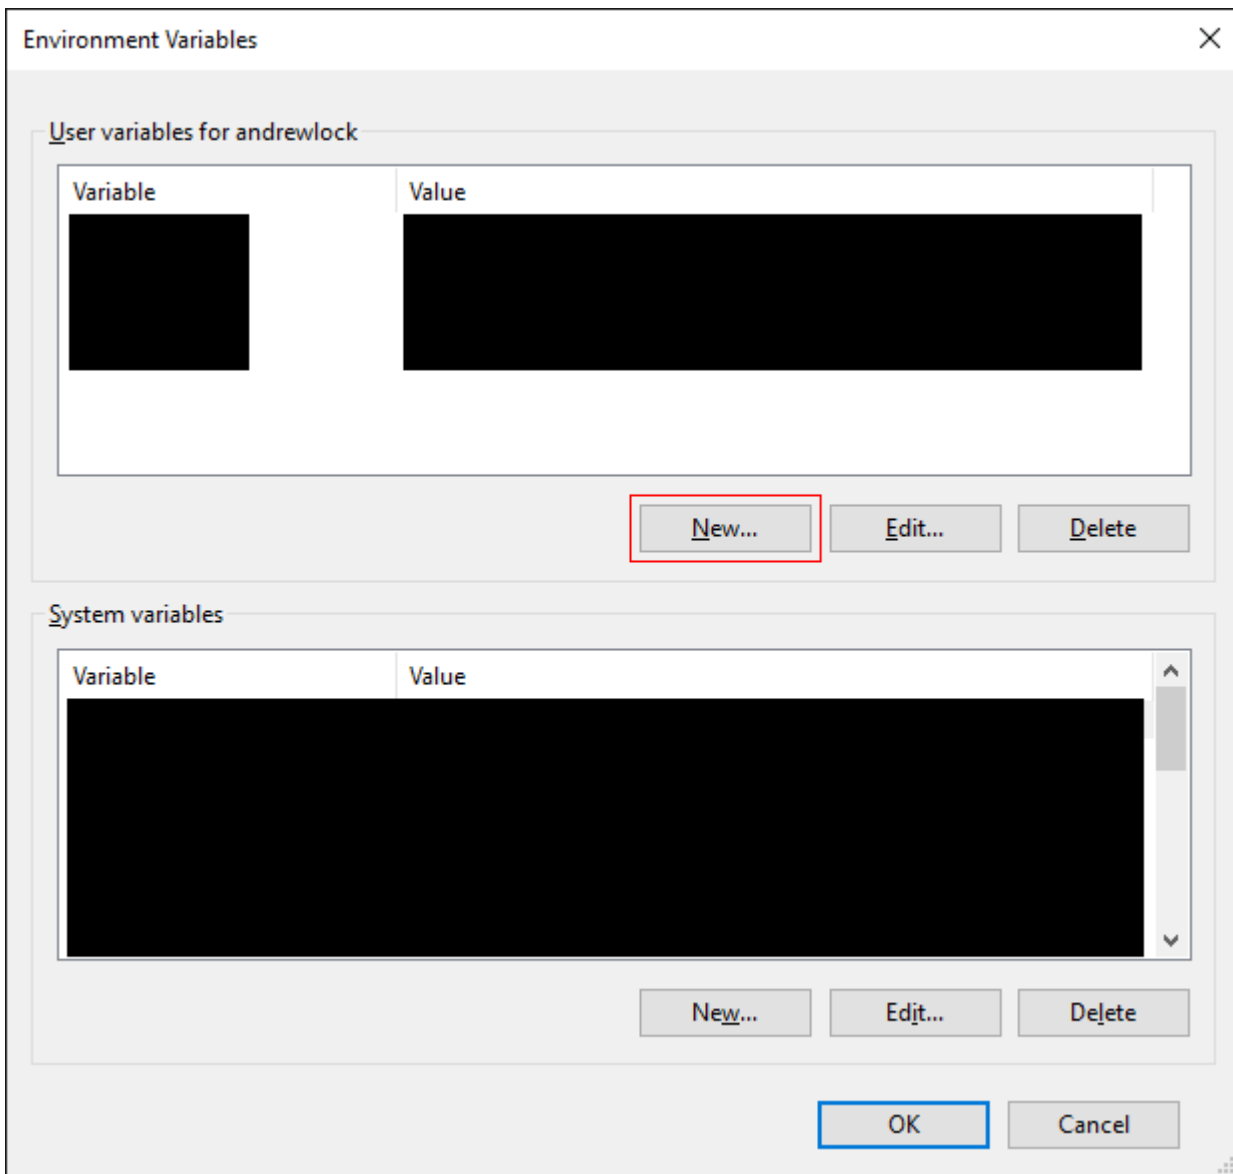 Environment Variables
User variables for andrewlock
Variable Value
New... Edit... Delete
System variables
Variable Value
New... Edit... Delete
OK Cancel